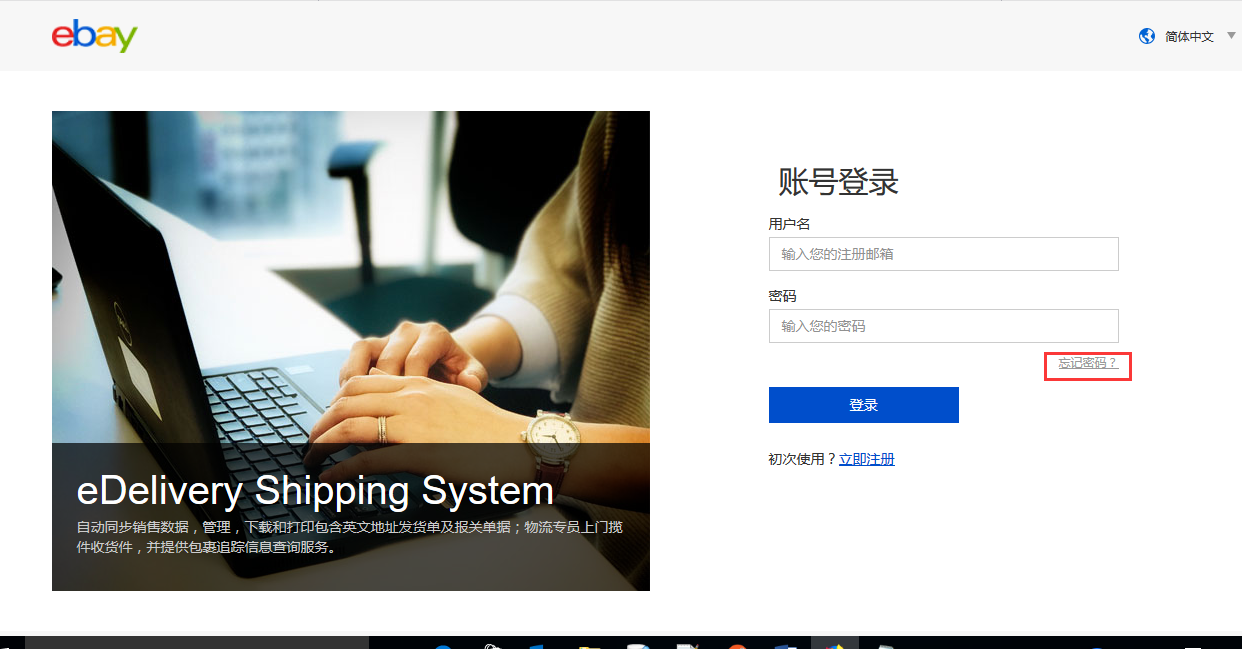 ebay
简体中文
账号登录
用户名
输入您的注册邮箱
密码
输入您的密码
忘记密码？
登录
初次使用？立即注册
eDelivery Shipping System
自动同步销售数据，管理，下载和打印包含英文地址发货单及报关单据；物流专员上门揽
件收货件，并提供包裹追踪信息查询服务。